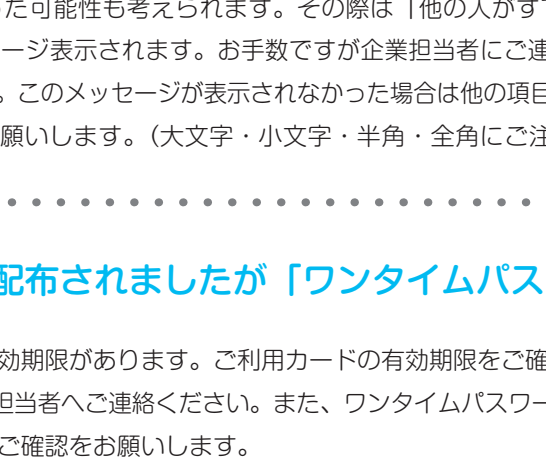 った可能性も考えられます。その際は「他の人がす
ージ表示されます。お手数ですが企業担当者にご連
。このメッセージが表示されなかった場合は他の項目
願いします。（大文字・小文字・半角・全角にご注
配布されましたが「ワンタイムパス
効期限があります。ご利用カードの有効期限をご確
担当者へご連絡ください。また、ワンタイムパスワー
ご確認をお願いします。